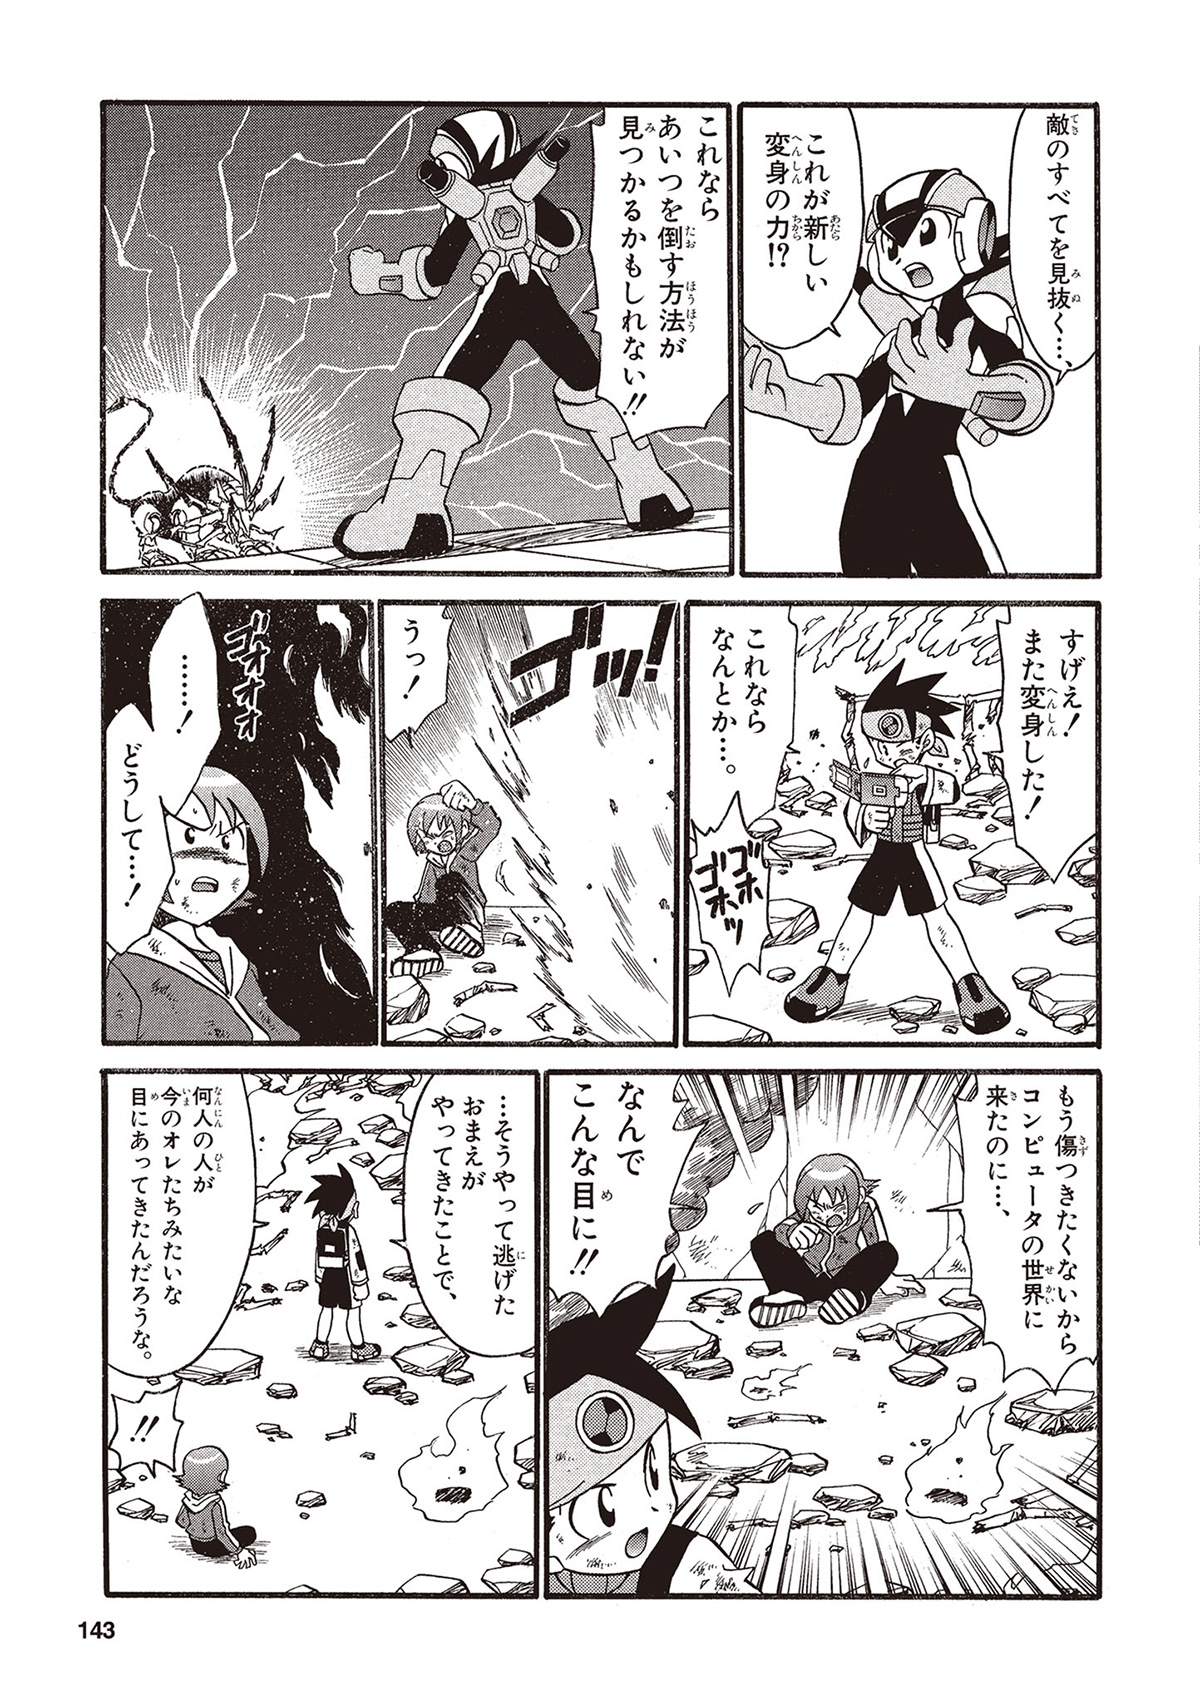 敵のすべてを見抜く…、
これが新しい
変身の力!?
これなら
あいつを倒す方法が
見つかるかもしれない!!
すげえ!
また変身した!
これなら
なんとか…。
ゴオホ
ゴオホッ
ゴッ!
うっ!
ゴオオオオ
……!
どうして…!
もう傷つきたくないから
コンピュータの世界に
来たのに…、
なんで
こんな目に!!
…そうやって逃げた
おまえが
やってきたことで、
何人の人が
今のオレたちみたいな
目にあってきたんだろうな。
!!
143